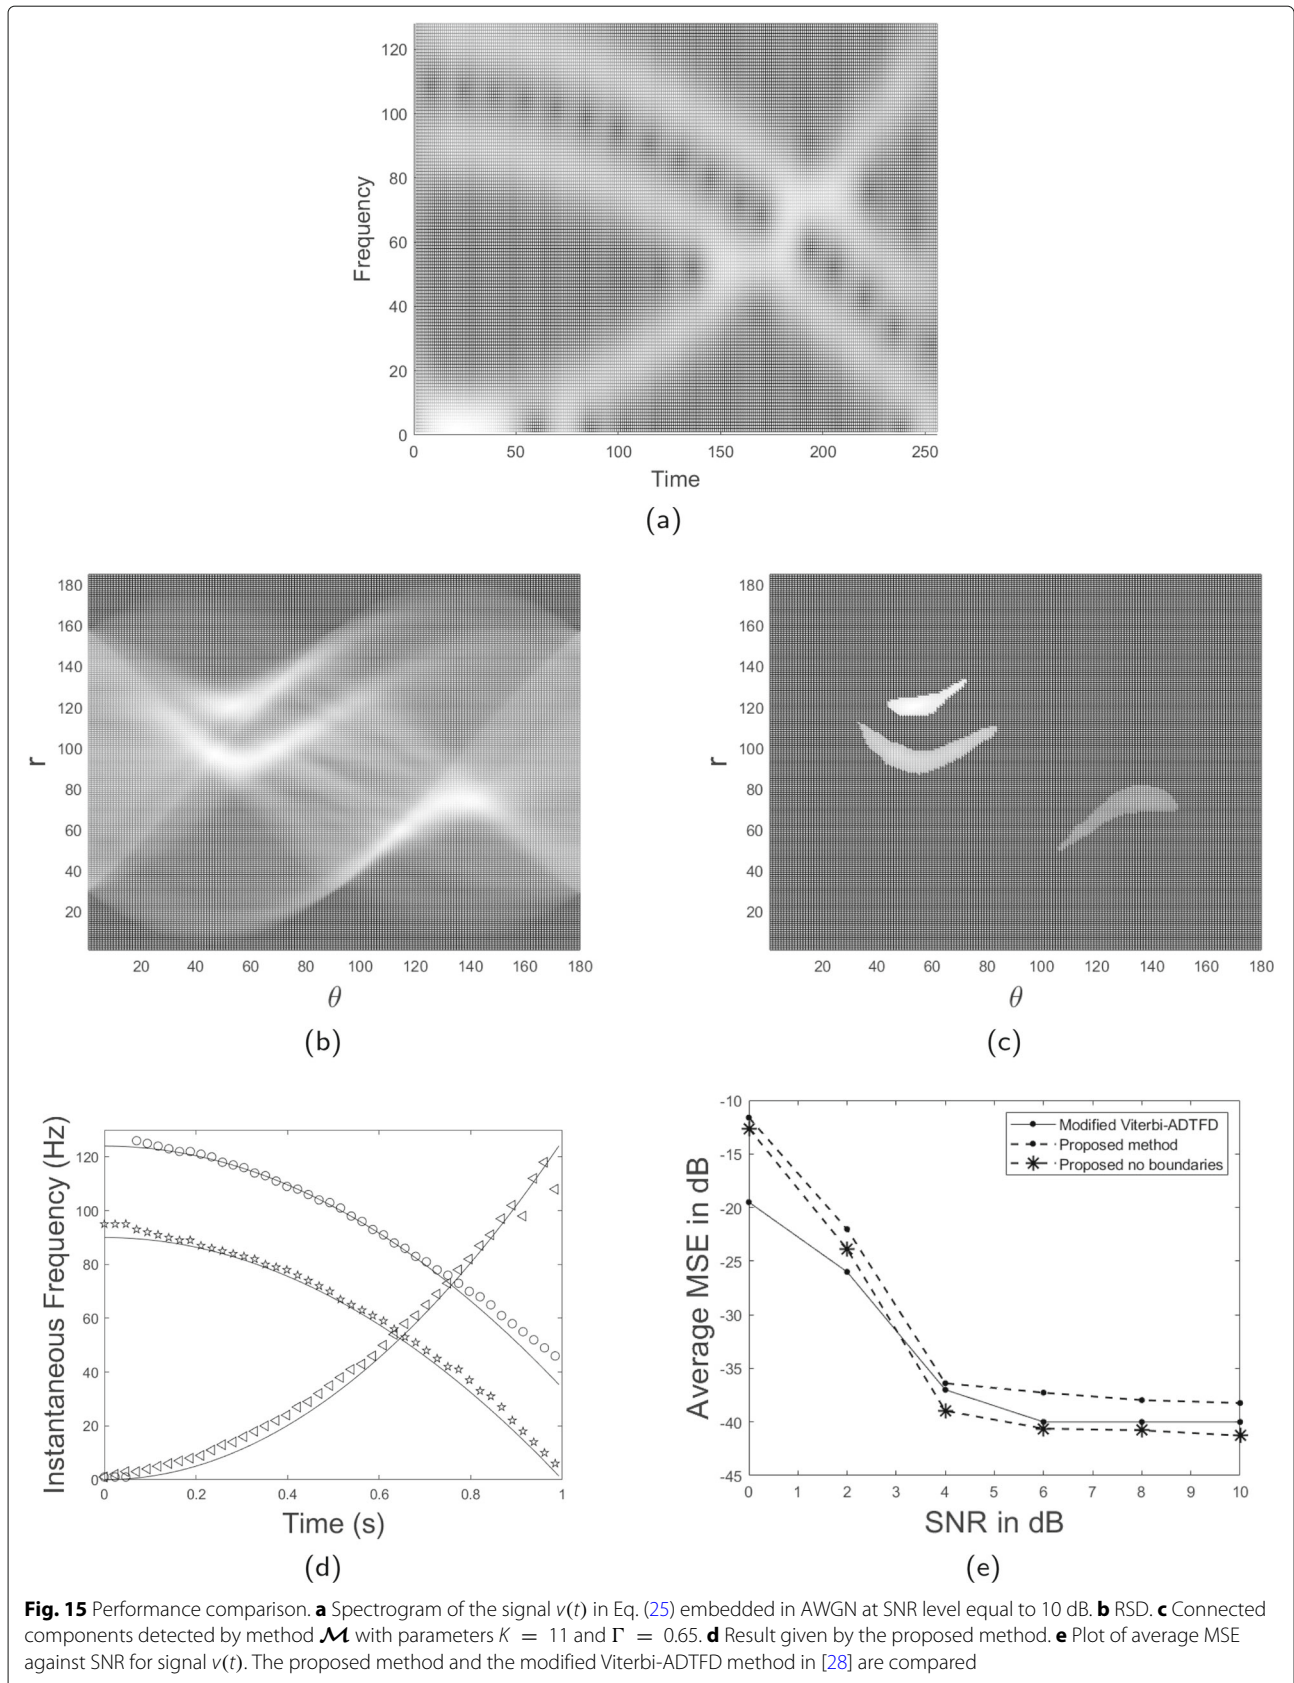 120
100
80
60
40
20
0
Frequency
0 50 100 150 200 250
Time
(a)
180
160
140
120
100
80
60
40
20
r
20 40 60 80 100 120 140 160 180
θ
(b)
180
160
140
120
100
80
60
40
20
r
20 40 60 80 100 120 140 160 180
θ
(c)
120
100
80
60
40
20
0
Instantaneous Frequency (Hz)
0 0.2 0.4 0.6 0.8 1
Time (s)
(d)
-10
-15
-20
-25
-30
-35
-40
-45
Average MSE in dB
Modified Viterbi-ADTFD
Proposed method
Proposed no boundaries
0 1 2 3 4 5 6 7 8 9 10
SNR in dB
(e)
Fig. 15 Performance comparison. a Spectrogram of the signal v(t) in Eq. (25) embedded in AWGN at SNR level equal to 10 dB. b RSD. c Connected
components detected by method 𝓜 with parameters K = 11 and Γ = 0.65. d Result given by the proposed method. e Plot of average MSE
against SNR for signal v(t). The proposed method and the modified Viterbi-ADTFD method in [28] are compared